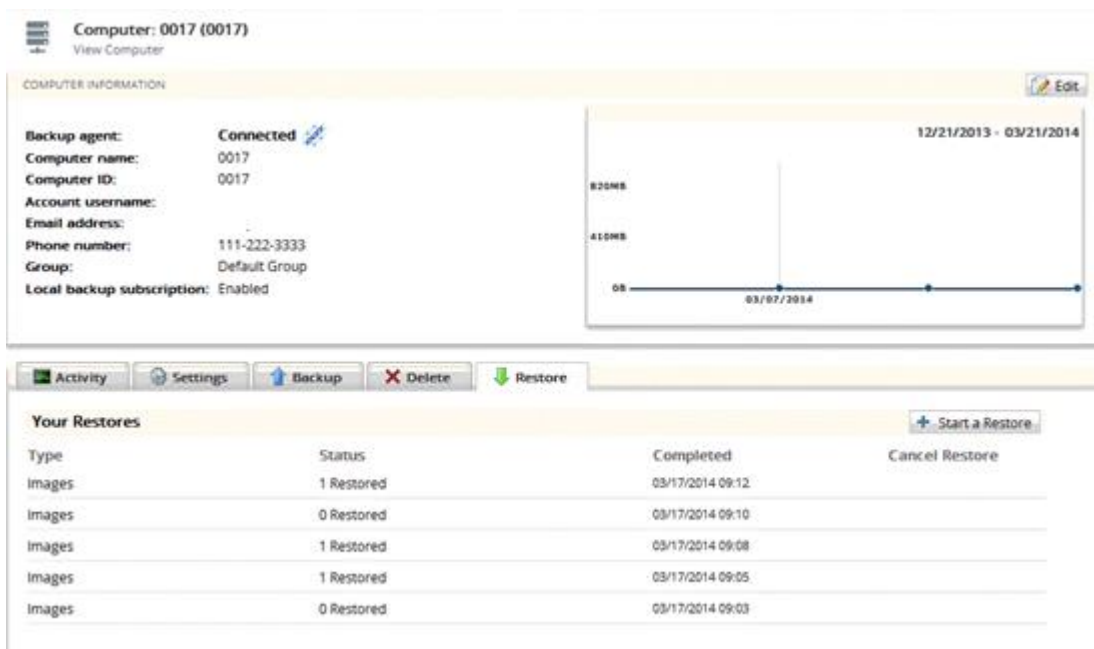 Computer: 0017 (0017)
View Computer
COMPUTER INFORMATION
Edit
Backup agent: Connected
Computer name: 0017
Computer ID: 0017
Account username:
Email address:
Phone number: 111-222-3333
Group: Default Group
Local backup subscription: Enabled
12/21/2013 - 03/21/2014
820MB
410MB
0B
03/07/2014
Activity Settings Backup Delete Restore
Your Restores + Start a Restore
Type Status Completed Cancel Restore
Images 1 Restored 03/17/2014 09:12
Images 0 Restored 03/17/2014 09:10
Images 1 Restored 03/17/2014 09:08
Images 1 Restored 03/17/2014 09:05
Images 0 Restored 03/17/2014 09:03